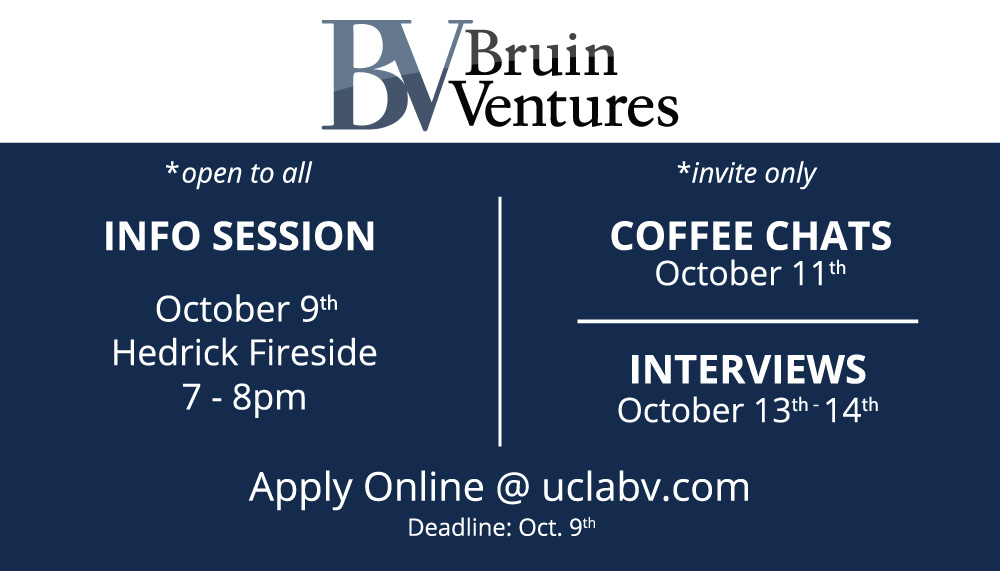 BV Bruin
Ventures
*open to all
INFO SESSION
October 9th
Hedrick Fireside
7 - 8pm
*invite only
COFFEE CHATS
October 11th
INTERVIEWS
October 13th - 14th
Apply Online @ uclabv.com
Deadline: Oct. 9th